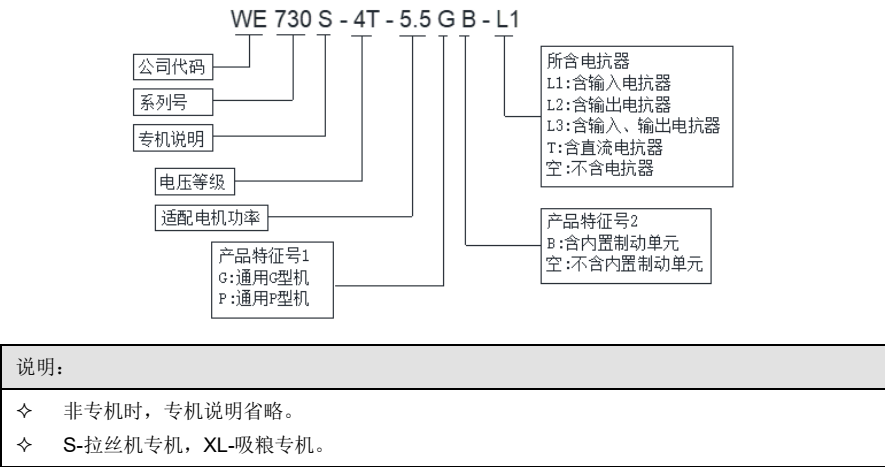 WE 730 S - 4T - 5.5 G B - L1
公司代码
系列号
专机说明
电压等级
适配电机功率
产品特征号1
G:通用G型机
P:通用P型机
所含电抗器
L1:含输入电抗器
L2:含输出电抗器
L3:含输入、输出电抗器
T:含直流电抗器
空:不含电抗器
产品特征号2
B:含内置制动单元
空:不含内置制动单元
说明：
✧ 非专机时，专机说明省略。
✧ S-拉丝机专机，XL-吸粮专机。